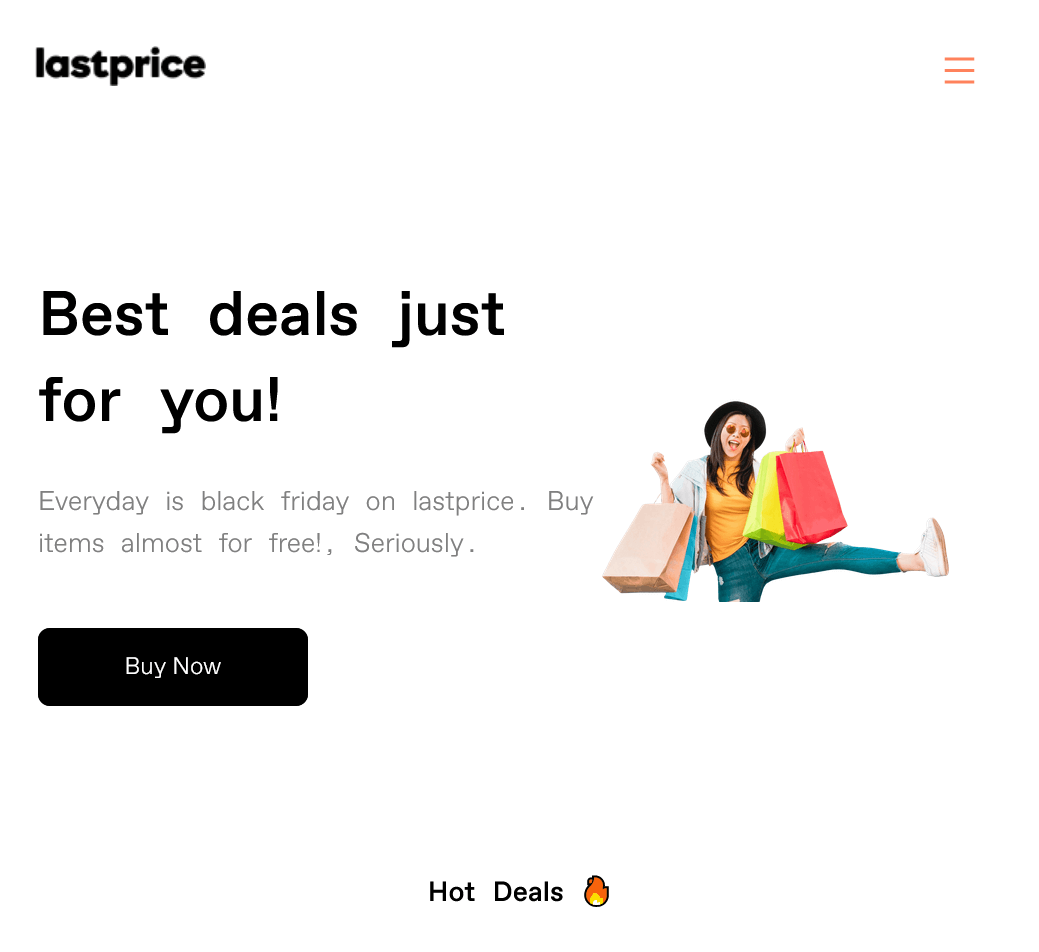 lastprice
Best deals just
for you!
Everyday is black friday on lastprice. Buy
items almost for free!, Seriously.
Buy Now
Hot Deals 🔥